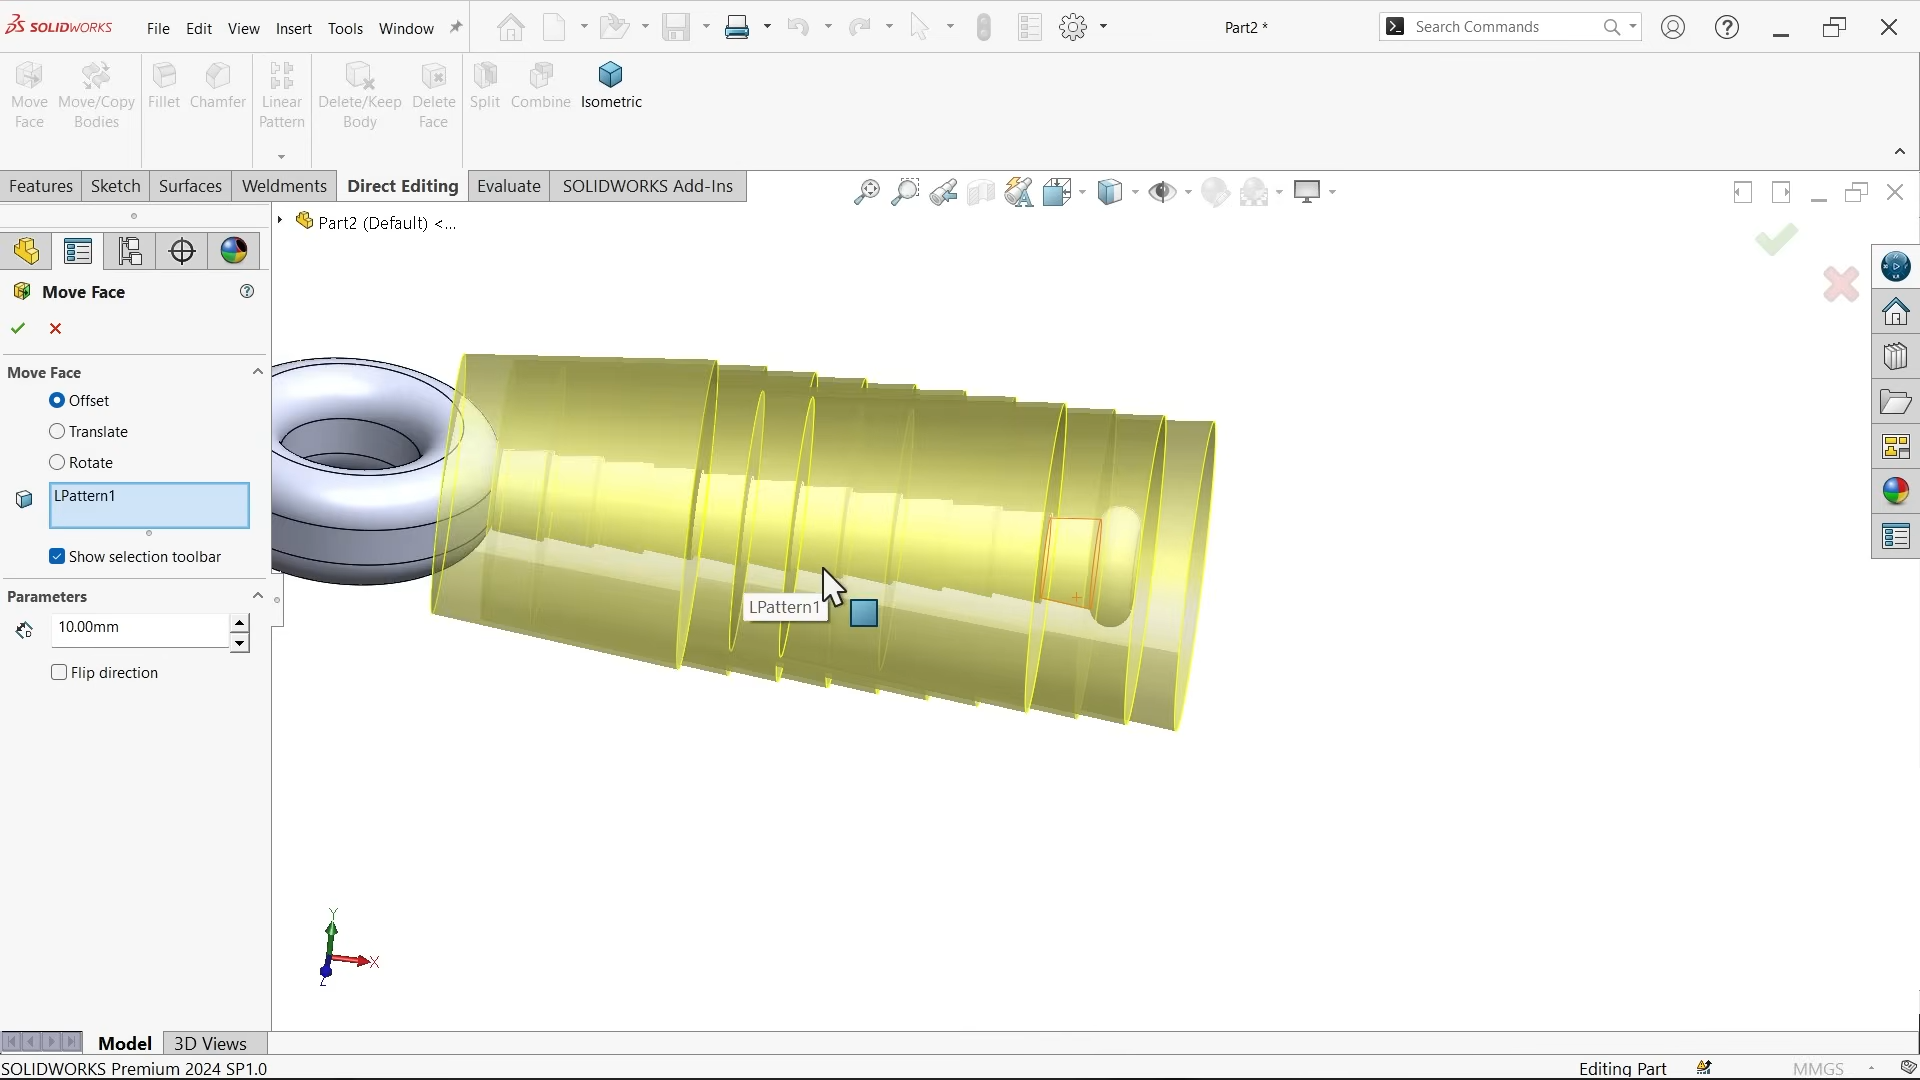 SOLIDWORKS
File Edit View Insert Tools Window
Part2 *
Search Commands
Move Face
Move/Copy Bodies
Fillet
Chamfer
Linear Pattern
Delete/Keep Body
Delete Face
Split
Combine
Isometric
Features Sketch Surfaces Weldments Direct Editing Evaluate SOLIDWORKS Add-Ins
Part2 (Default) <...
Move Face
Move Face
Offset
Translate
Rotate
LPattern1
Show selection toolbar
Parameters
10.00mm
Flip direction
LPattern1
Y
X
Z
Model 3D Views
SOLIDWORKS Premium 2024 SP1.0
Editing Part
MMGS